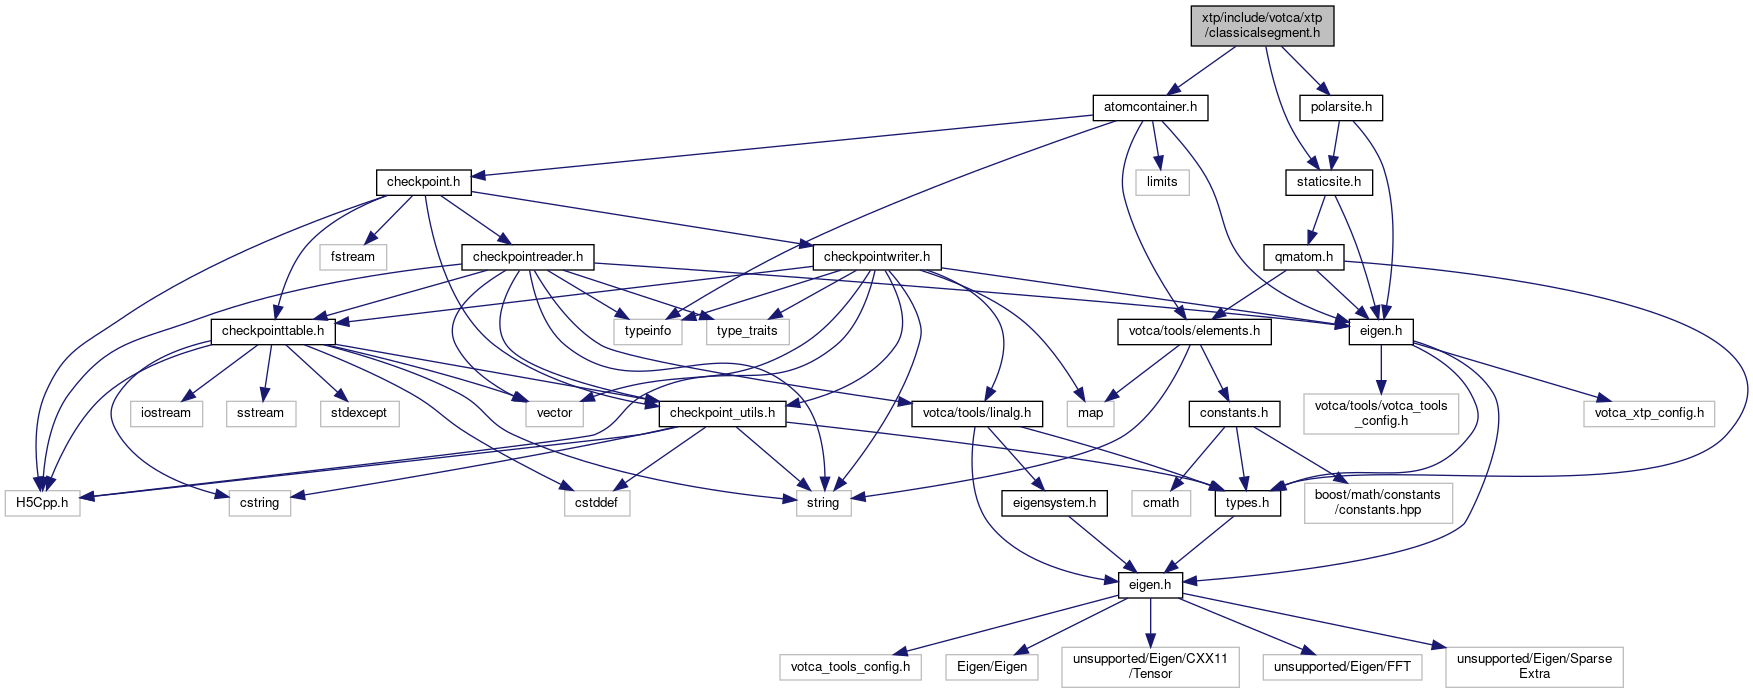 xtp/include/votca/xtp
/classicalsegment.h
atomcontainer.h
polarsite.h
checkpoint.h
limits
staticsite.h
fstream
checkpointreader.h
checkpointwriter.h
qmatom.h
checkpointtable.h
typeinfo
type_traits
votca/tools/elements.h
eigen.h
iostream
sstream
stdexcept
vector
checkpoint_utils.h
votca/tools/linalg.h
map
constants.h
votca/tools/votca_tools
_config.h
votca_xtp_config.h
H5Cpp.h
cstring
cstddef
string
eigensystem.h
cmath
types.h
boost/math/constants
/constants.hpp
eigen.h
votca_tools_config.h
Eigen/Eigen
unsupported/Eigen/CXX11
/Tensor
unsupported/Eigen/FFT
unsupported/Eigen/Sparse
Extra